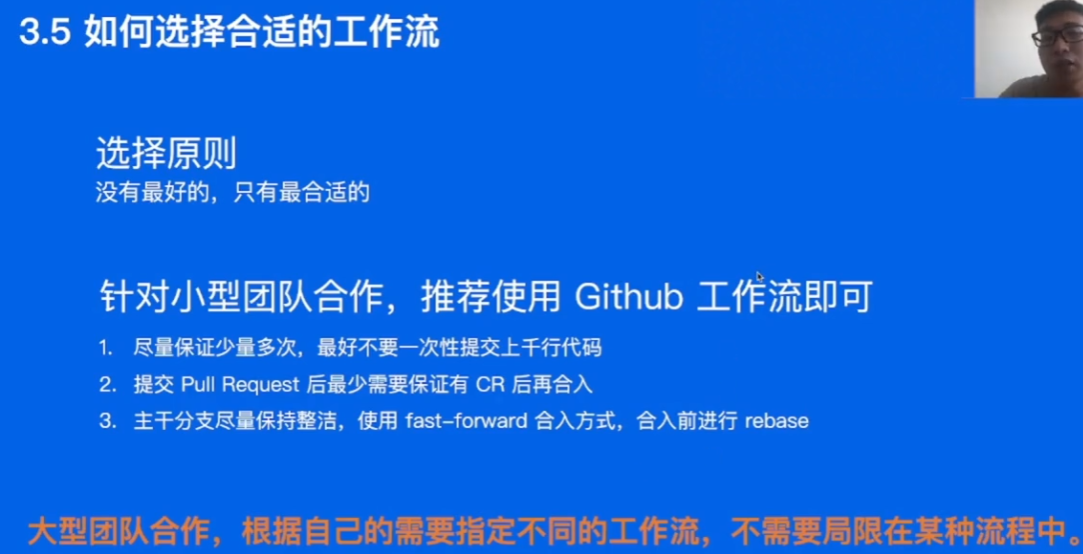 3.5 如何选择合适的工作流
选择原则
没有最好的，只有最合适的
针对小型团队合作，推荐使用 Github 工作流即可
1. 尽量保证少量多次，最好不要一次性提交上千行代码
2. 提交 Pull Request 后最少需要保证有 CR 后再合入
3. 主干分支尽量保持整洁，使用 fast-forward 合入方式，合入前进行 rebase
大型团队合作，根据自己的需要指定不同的工作流，不需要局限在某种流程中。